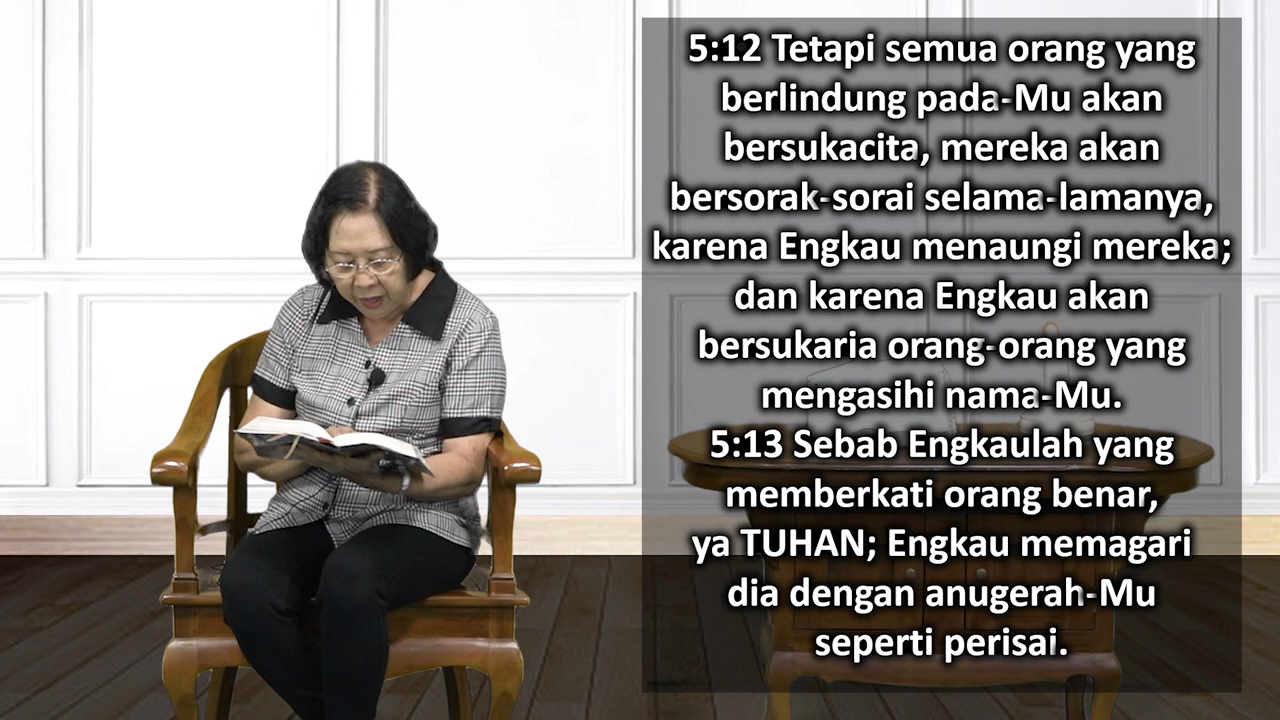 5:12 Tetapi semua orang yang
berlindung pada-Mu akan
bersukacita, mereka akan
bersorak-sorai selama-lamanya,
karena Engkau menaungi mereka;
dan karena Engkau akan
bersukaria orang-orang yang
mengasihi nama-Mu.
5:13 Sebab Engkaulah yang
memberkati orang benar,
ya TUHAN; Engkau memagari
dia dengan anugerah-Mu
seperti perisai.